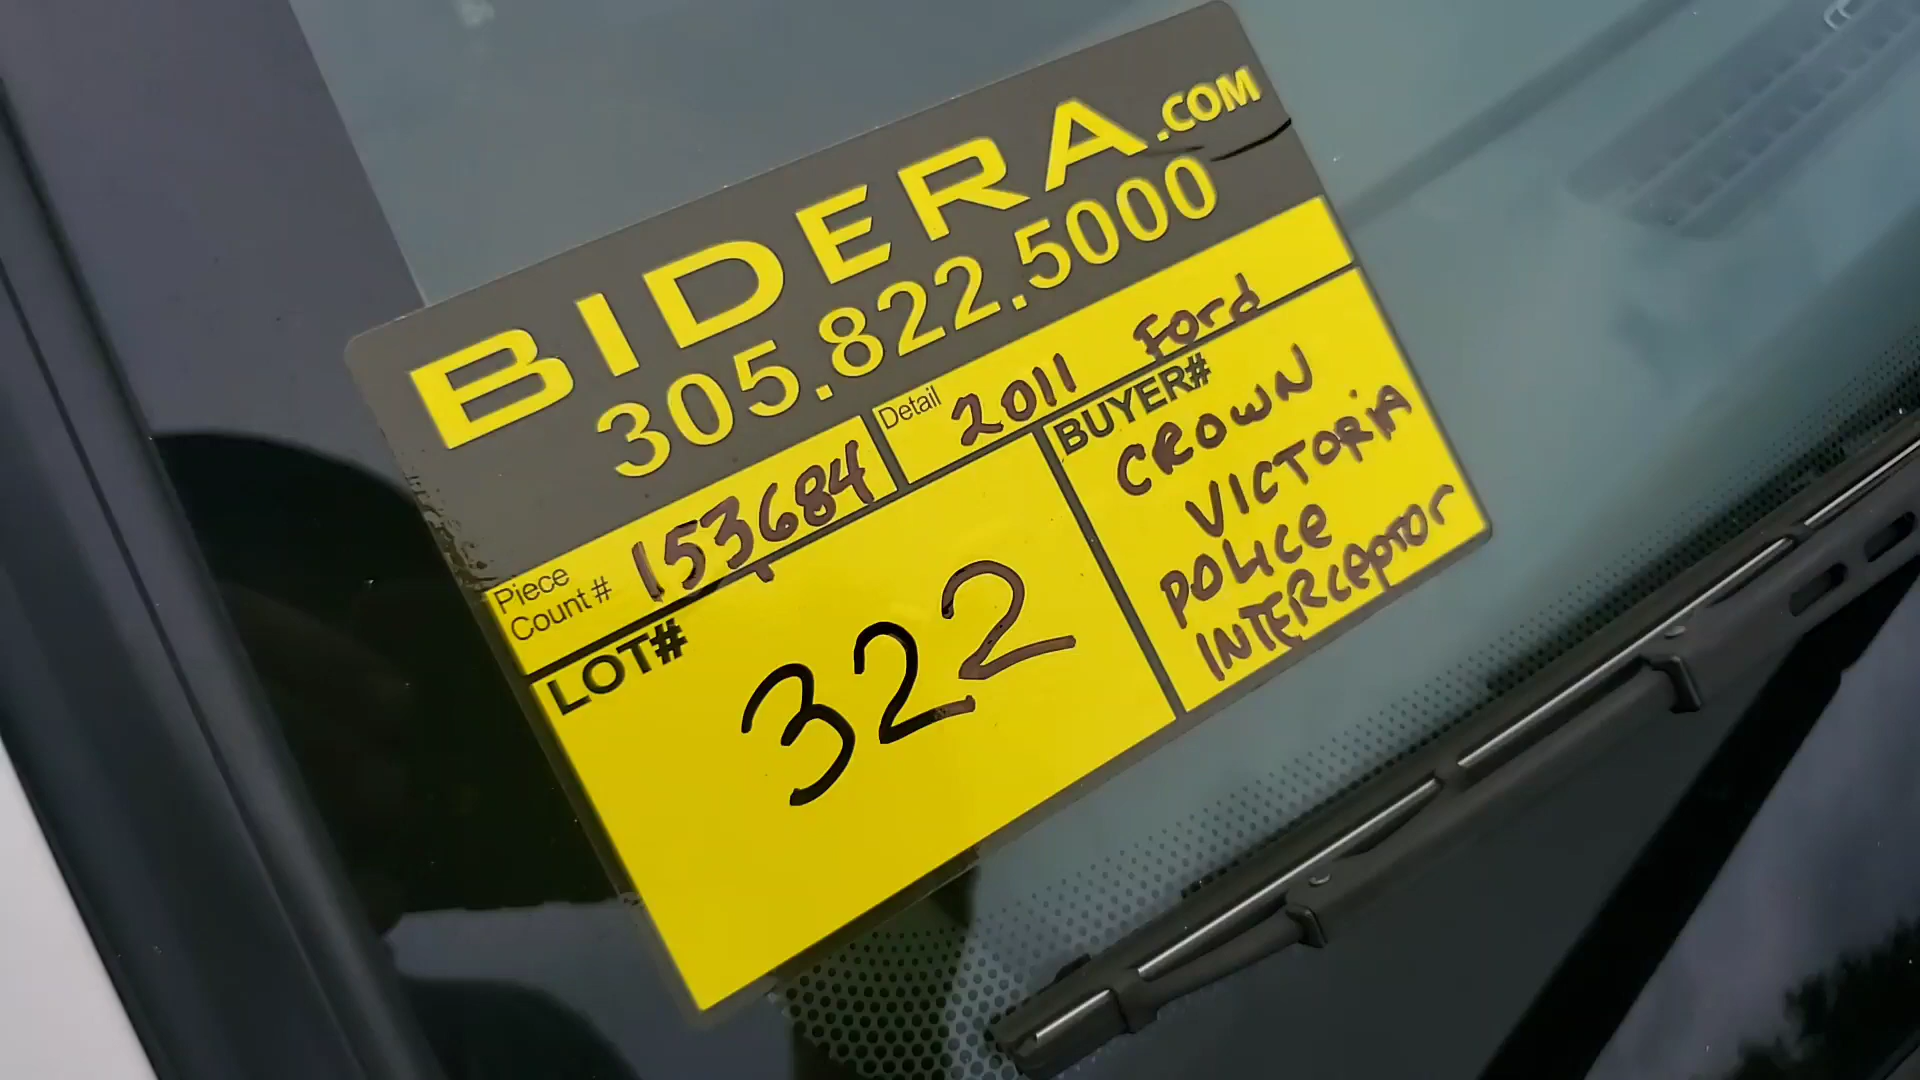 BIDERA.COM
305.822.5000
Piece Count # 153684
Detail 2011 Ford
LOT# 322
BUYER#
CROWN
VICTORIA
POLICE
INTERCEPTOR